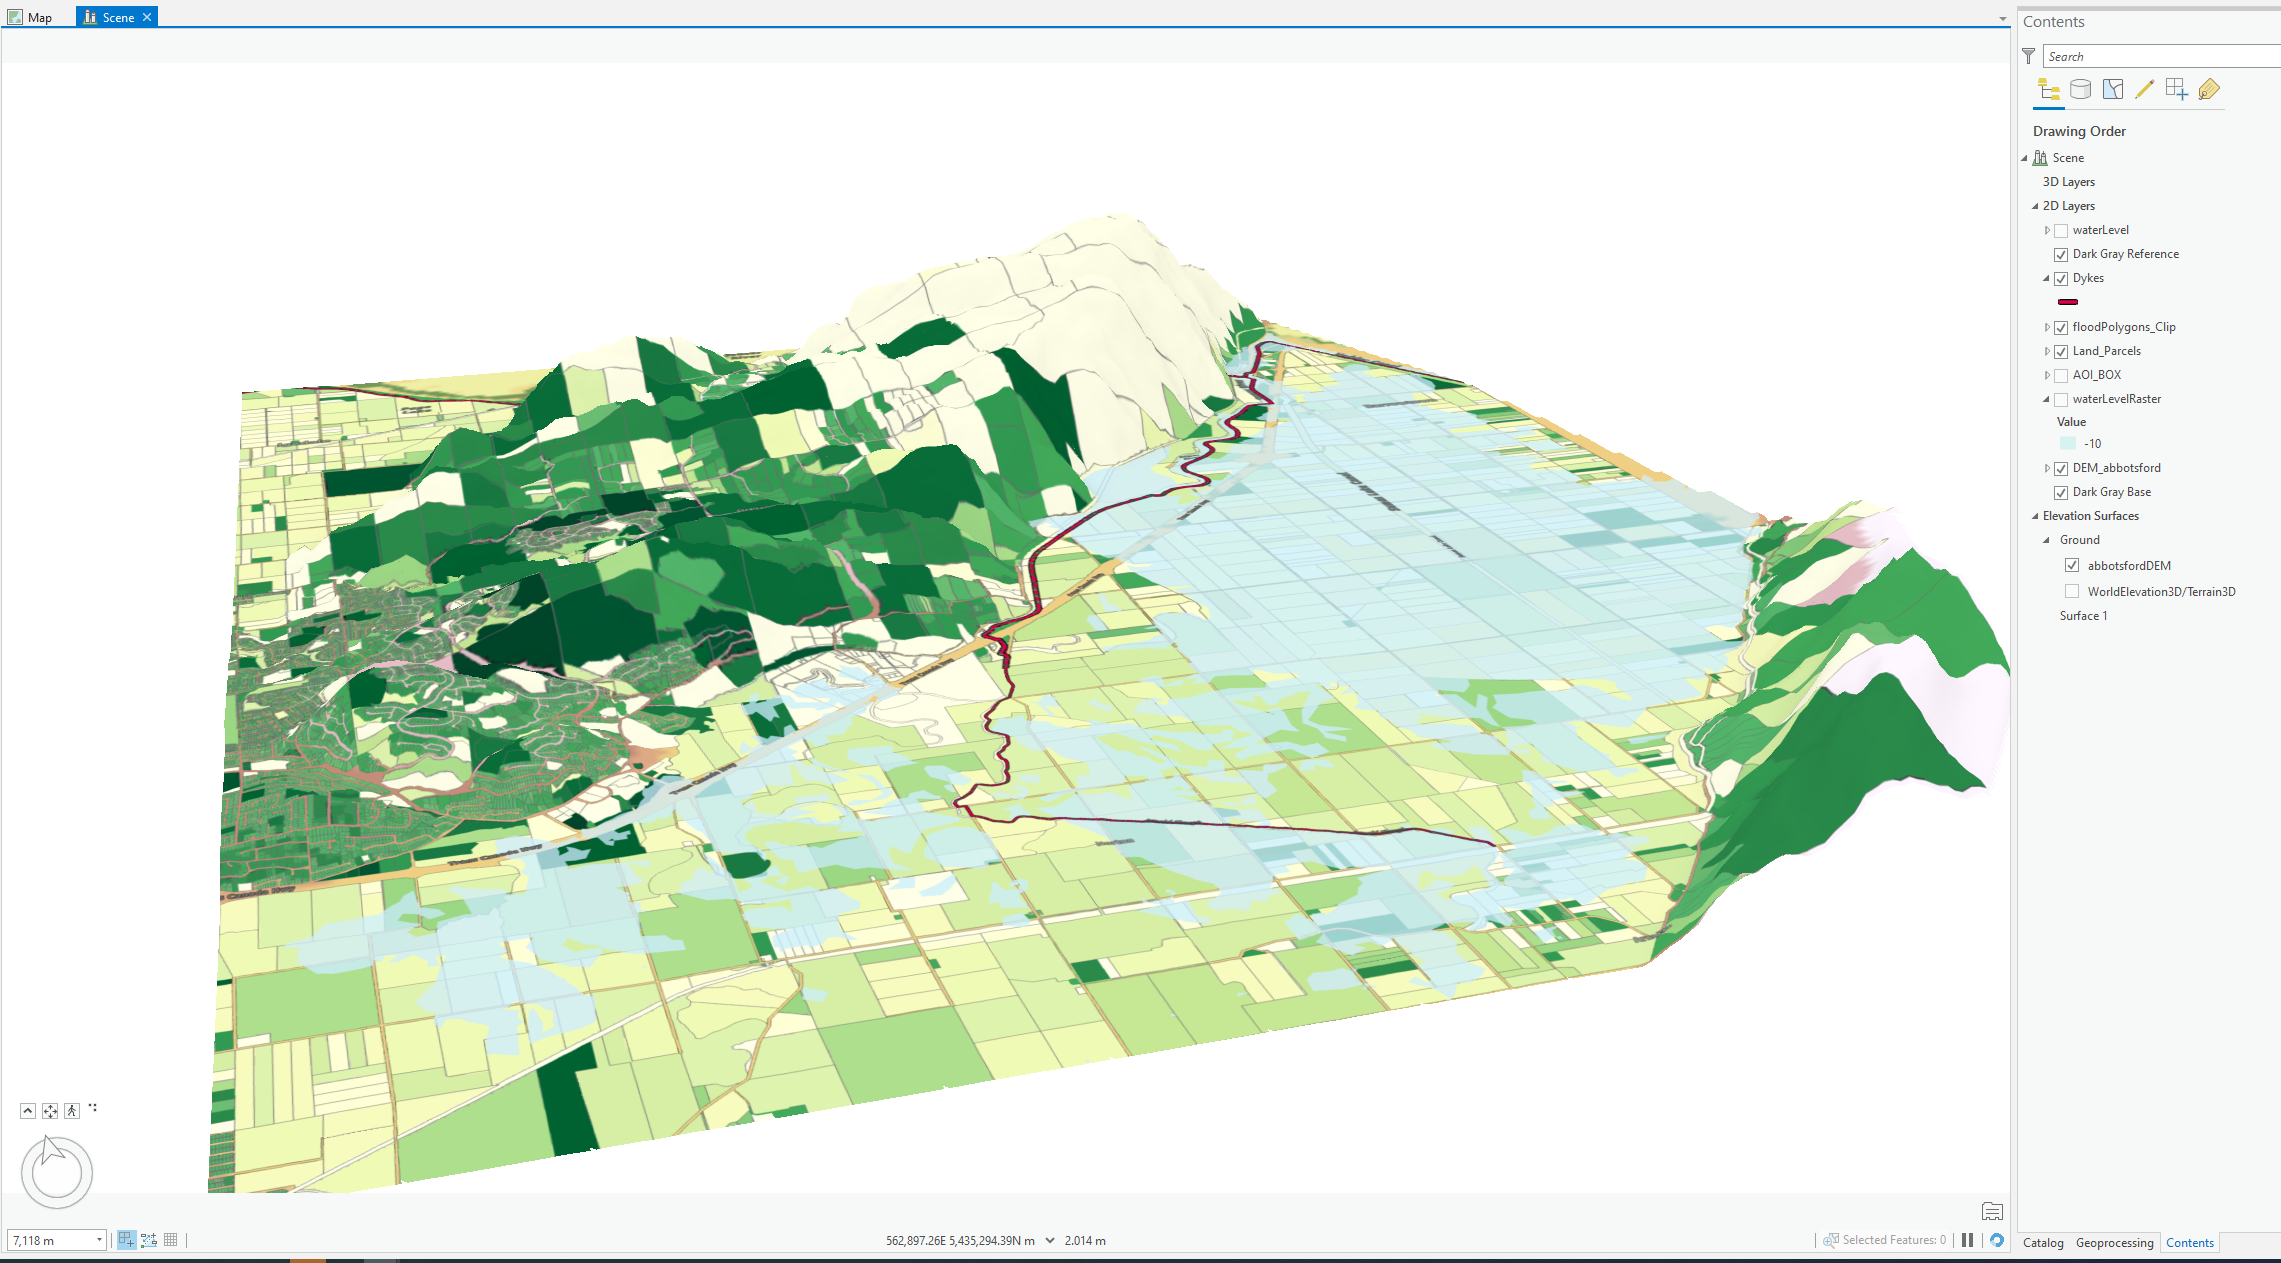 Map
Scene
Contents
Search
Drawing Order
Scene
3D Layers
2D Layers
waterLevel
Dark Gray Reference
Dykes
floodPolygons_Clip
Land_Parcels
AOI_BOX
waterLevelRaster
Value
-10
DEM_abbotsford
Dark Gray Base
Elevation Surfaces
Ground
abbotsfordDEM
WorldElevation3D/Terrain3D
Surface 1
7,118 m
562,897.26E 5,435,294.39N m
2.014 m
Selected Features: 0
Catalog
Geoprocessing
Contents